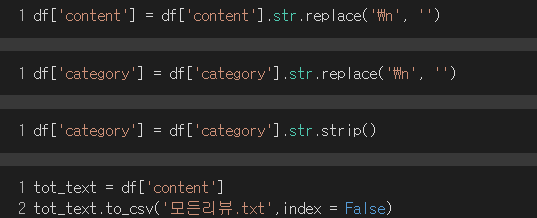 1 df['content'] = df['content'].str.replace('₩n', '')
1 df['category'] = df['category'].str.replace('₩n', '')
1 df['category'] = df['category'].str.strip()
1 tot_text = df['content']
2 tot_text.to_csv('모든리뷰.txt',index = False)